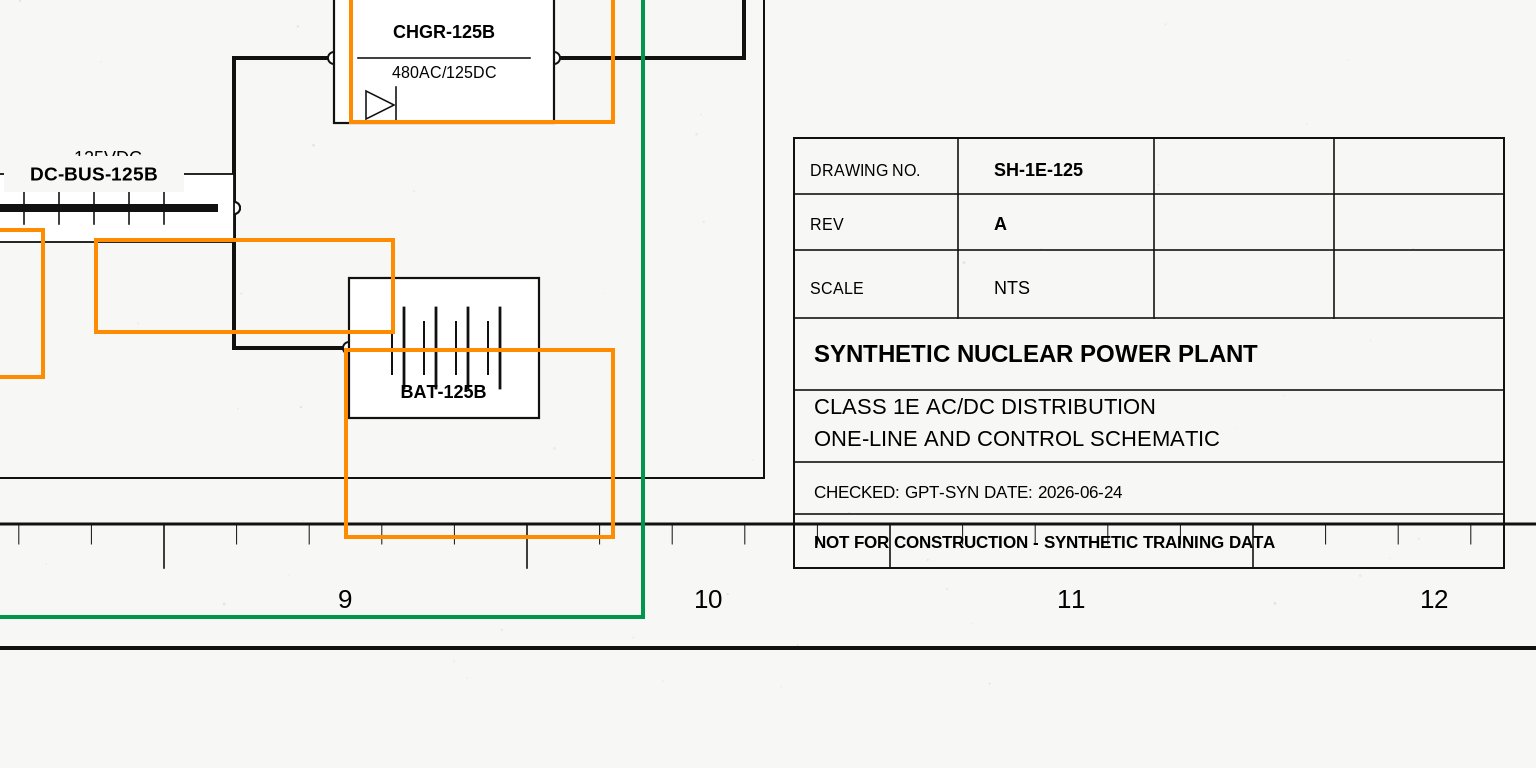 CHGR-125B
480AC/125DC
125VDC
DC-BUS-125B
BAT-125B
DRAWING NO. SH-1E-125
REV A
SCALE NTS
SYNTHETIC NUCLEAR POWER PLANT
CLASS 1E AC/DC DISTRIBUTION
ONE-LINE AND CONTROL SCHEMATIC
CHECKED: GPT-SYN DATE: 2026-06-24
NOT FOR CONSTRUCTION - SYNTHETIC TRAINING DATA
9 10 11 12